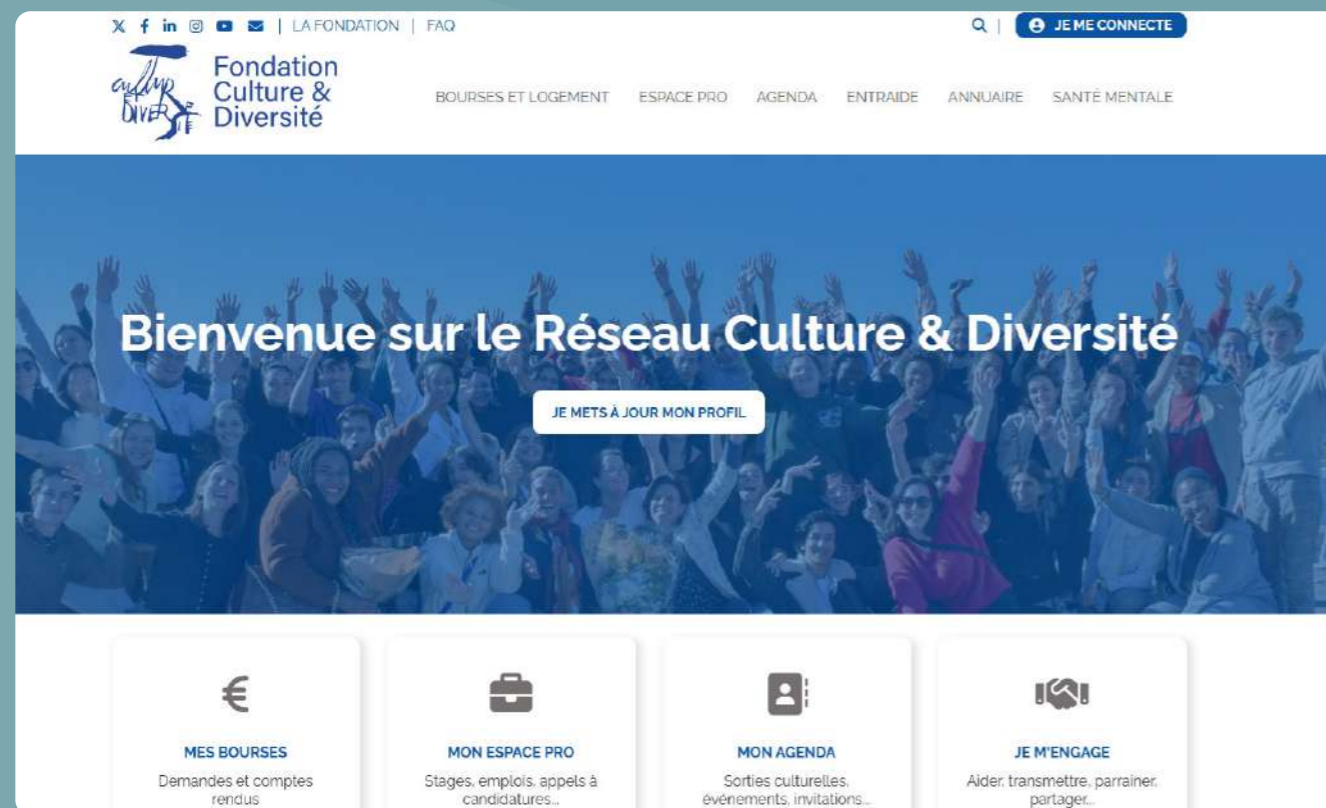 LA FONDATION | FAQ
JE ME CONNECTE
CULTURE
DIVERSITÉ
Fondation
Culture &
Diversité
BOURSES ET LOGEMENT ESPACE PRO AGENDA ENTRAIDE ANNUAIRE SANTÉ MENTALE
Bienvenue sur le Réseau Culture & Diversité
JE METS À JOUR MON PROFIL
MES BOURSES
Demandes et comptes
rendus
MON ESPACE PRO
Stages, emplois, appels à
candidatures...
MON AGENDA
Sorties culturelles,
événements, invitations...
JE M'ENGAGE
Aider, transmettre, parrainer,
partager...